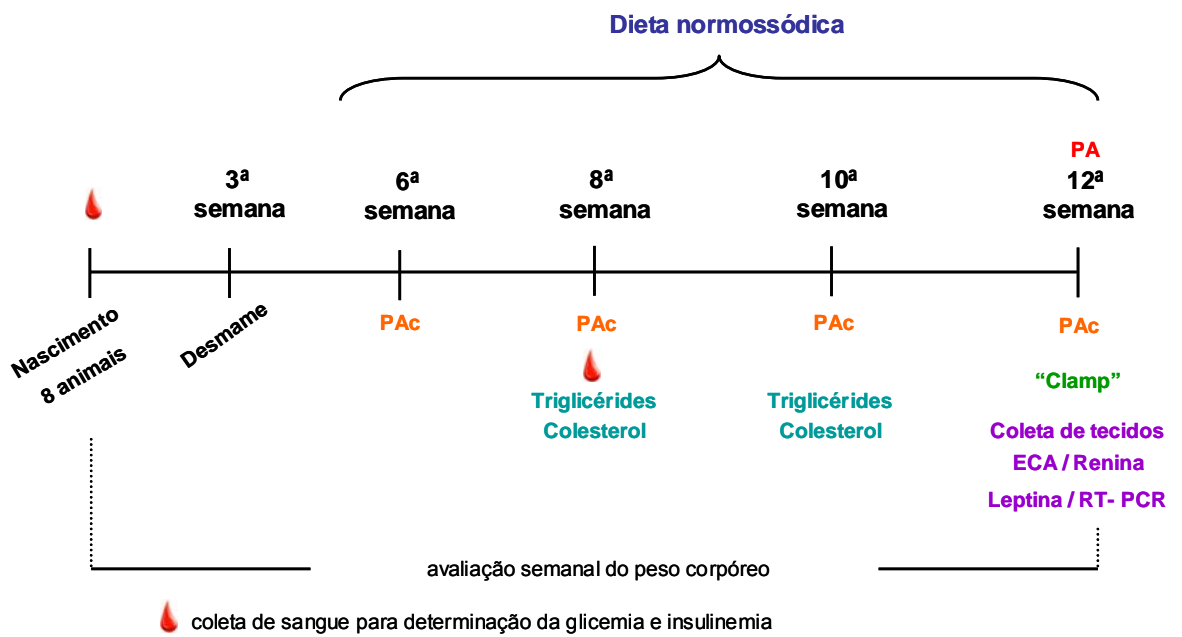 Dieta normossódica
PA
3ª
semana
6ª
semana
8ª
semana
10ª
semana
12ª
semana
Nascimento
8 animais
Desmame
PAc
PAc
PAc
PAc
Triglicérides
Colesterol
Triglicérides
Colesterol
“Clamp”
Coleta de tecidos
ECA / Renina
Leptina / RT- PCR
avaliação semanal do peso corpóreo
coleta de sangue para determinação da glicemia e insulinemia